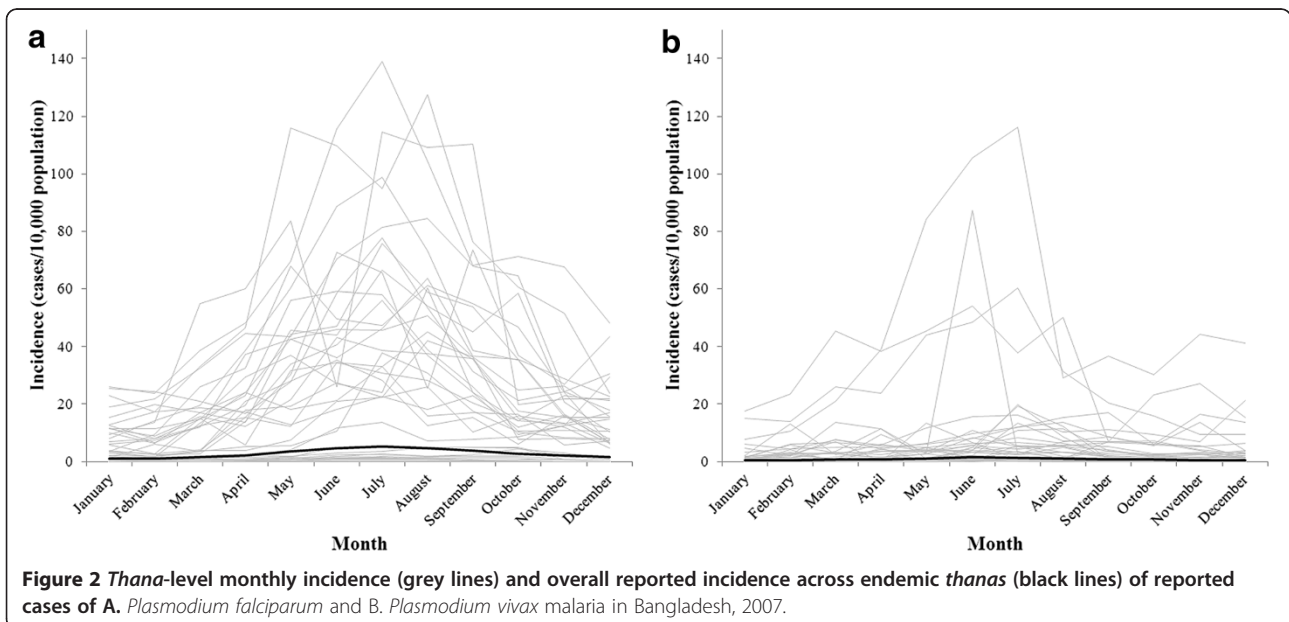 a
140
120
100
80
60
40
20
0
Incidence (cases/10,000 population)
January
February
March
April
May
June
July
August
September
October
November
December
Month
b
140
120
100
80
60
40
20
0
Incidence (cases/10,000 population)
January
February
March
April
May
June
July
August
September
October
November
December
Month
Figure 2 Thana-level monthly incidence (grey lines) and overall reported incidence across endemic thanas (black lines) of reported
cases of A. Plasmodium falciparum and B. Plasmodium vivax malaria in Bangladesh, 2007.